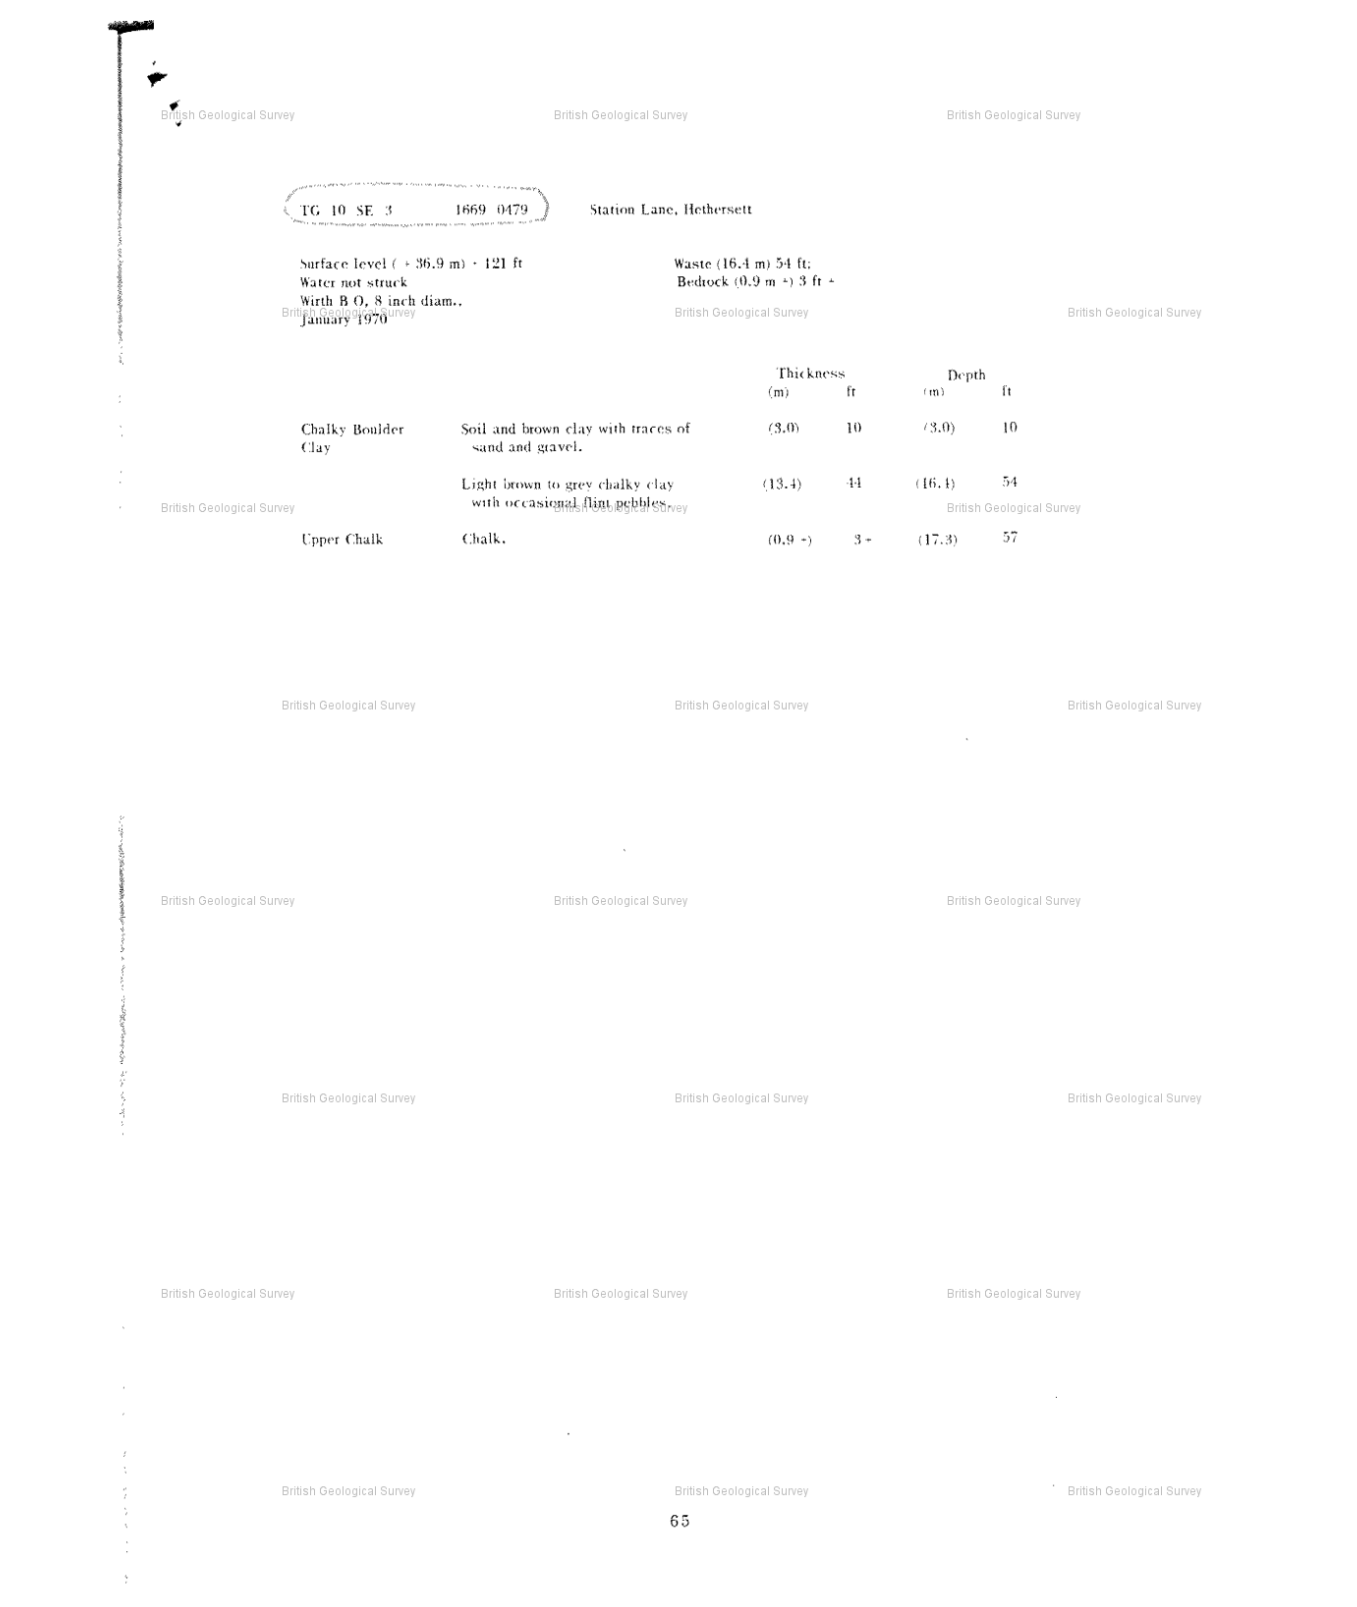 British Geological Survey British Geological Survey British Geological Survey
TG 10 SE 3 1669 0479 Station Lane, Hethersett
Surface level ( + 36.9 m) + 121 ft Waste (16.4 m) 54 ft;
Water not struck Bedrock (0.9 m +) 3 ft +
Wirth B O, 8 inch diam..
British Geological Survey British Geological Survey British Geological Survey
January 1970
Thickness Depth
(m) ft (m) ft
Chalky Boulder Soil and brown clay with traces of (3.0) 10 (3.0) 10
Clay sand and gravel.
Light brown to grey chalky clay (13.4) 44 (16.4) 54
with occasional flint pebbles.
British Geological Survey British Geological Survey British Geological Survey
Upper Chalk Chalk. (0.9 +) 3 + (17.3) 57
British Geological Survey British Geological Survey British Geological Survey
British Geological Survey British Geological Survey British Geological Survey
British Geological Survey British Geological Survey British Geological Survey
British Geological Survey British Geological Survey British Geological Survey
British Geological Survey British Geological Survey British Geological Survey
65